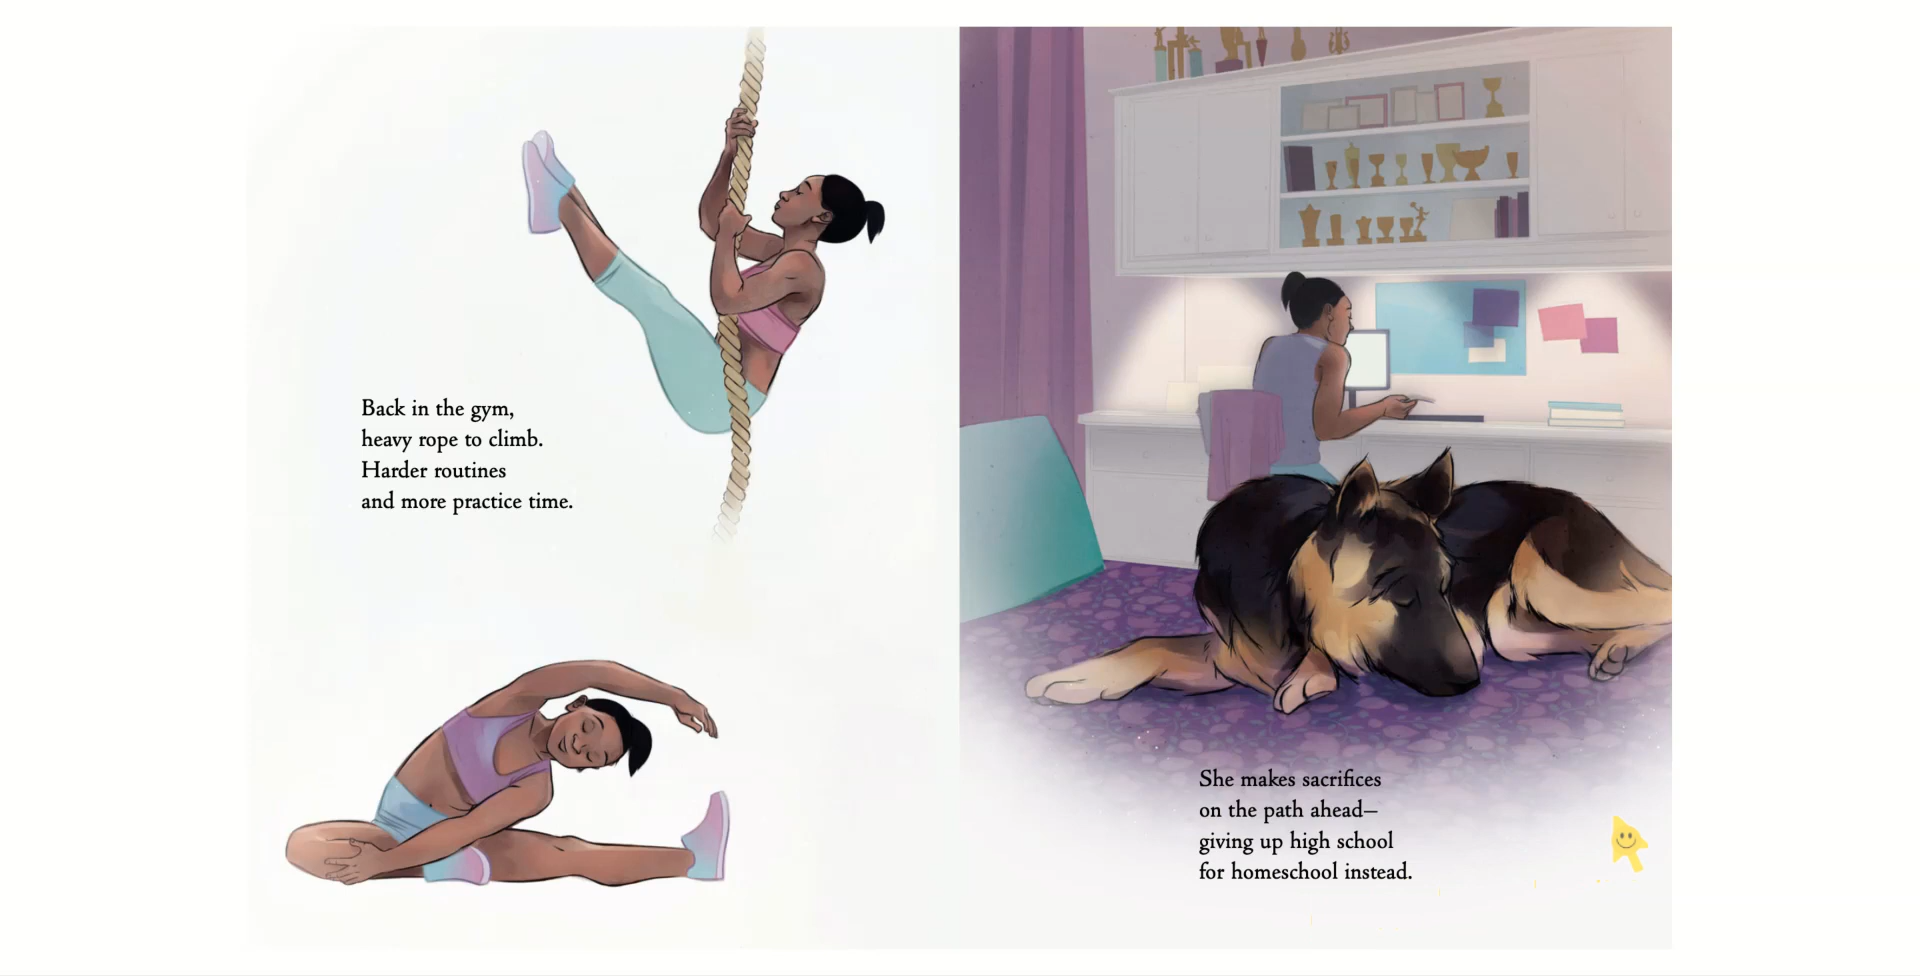 Back in the gym,
heavy rope to climb.
Harder routines
and more practice time.
She makes sacrifices
on the path ahead—
giving up high school
for homeschool instead.